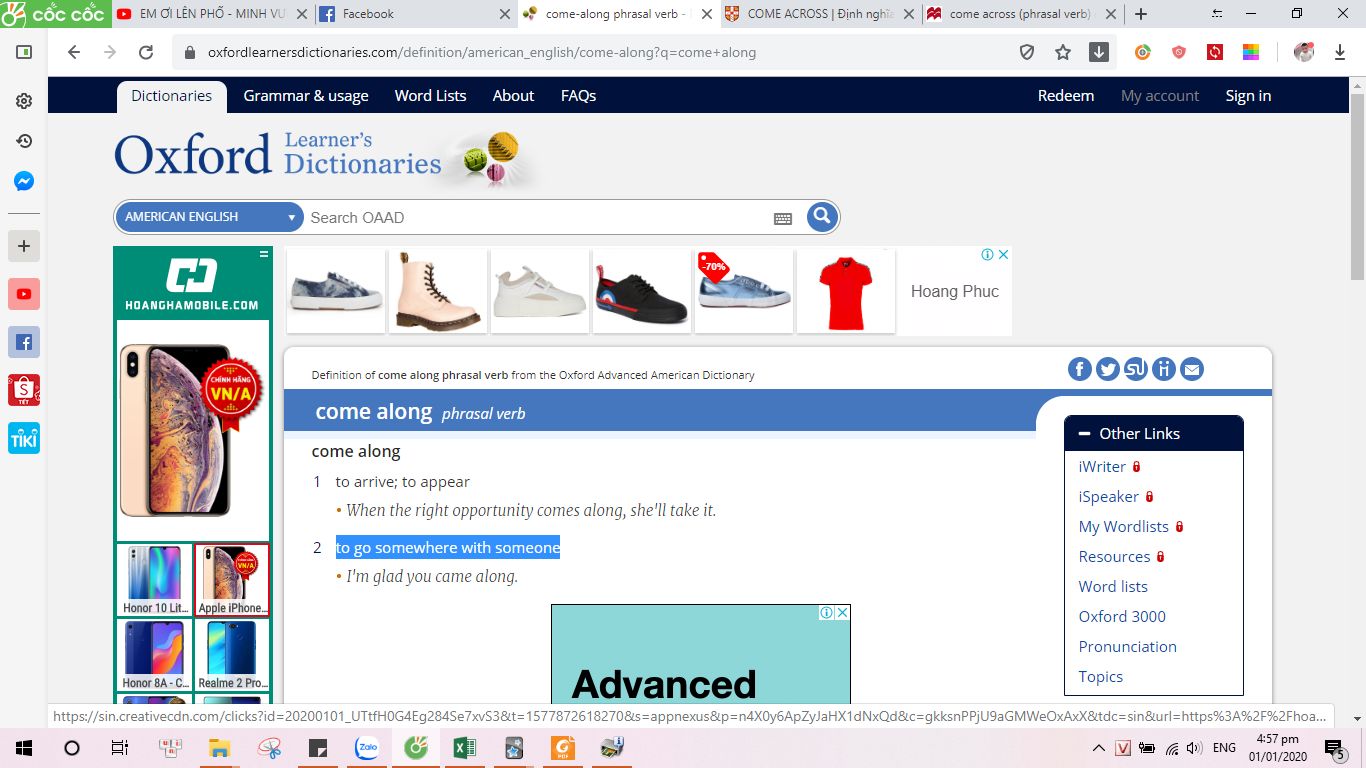 cốc cốc
EM ƠI LÊN PHỐ - MINH VƯ
Facebook
come-along phrasal verb -
COME ACROSS | Định nghĩa
come across (phrasal verb)
oxfordlearnersdictionaries.com/definition/american_english/come-along?q=come+along
Dictionaries Grammar & usage Word Lists About FAQs Redeem My account Sign in
Oxford Learner's Dictionaries
AMERICAN ENGLISH Search OAAD
HOANGHAMOBILE.COM
CHÍNH HÃNG
VN/A
Honor 10 Lit... Apple iPhone...
CHÍNH HÃNG
VN/A
Honor 8A - C... Realme 2 Pro...
-70%
Hoang Phuc
Definition of come along phrasal verb from the Oxford Advanced American Dictionary
come along phrasal verb
come along
1 to arrive; to appear
• When the right opportunity comes along, she'll take it.
2 to go somewhere with someone
• I'm glad you came along.
Advanced
Other Links
iWriter
iSpeaker
My Wordlists
Resources
Word lists
Oxford 3000
Pronunciation
Topics
TẾT
TIKI
https://sin.creativecdn.com/clicks?id=20200101_UTtfH0G4Eg284Se7xvS3&t=1577872618270&s=appnexus&p=n4X0y6ApZyJaHX1dNxQd&c=gkksnPPjU9aGMWeOxAxX&tdc=sin&url=https%3A%2F%2Fhoa...
Zalo
PDF
V
ENG
4:57 pm
01/01/2020
5